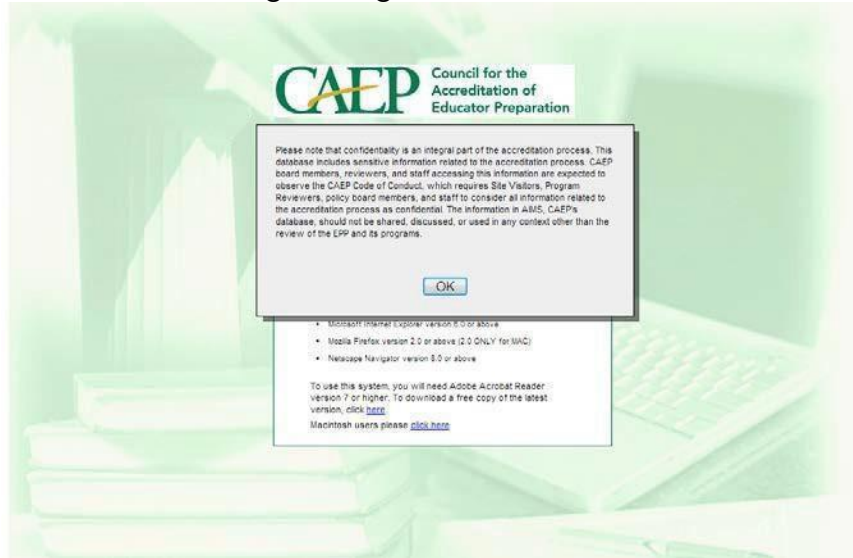 CAEP
Council for the
Accreditation of
Educator Preparation
Please note that confidentiality is an integral part of the accreditation process. This
database includes sensitive information related to the accreditation process. CAEP
board members, reviewers, and staff accessing this information are expected to
observe the CAEP Code of Conduct, which requires Site Visitors, Program
Reviewers, policy board members, and staff to consider all information related to
the accreditation process as confidential. The information in AIMS, CAEP's
database, should not be shared, discussed, or used in any context other than the
review of the EPP and its programs.
OK
• Microsoft Internet Explorer version 6.0 or above
• Mozilla Firefox version 2.0 or above (2.0 ONLY for MAC)
• Netscape Navigator version 8.0 or above
To use this system, you will need Adobe Acrobat Reader
version 7 or higher. To download a free copy of the latest
version, click here
Macintosh users please click here